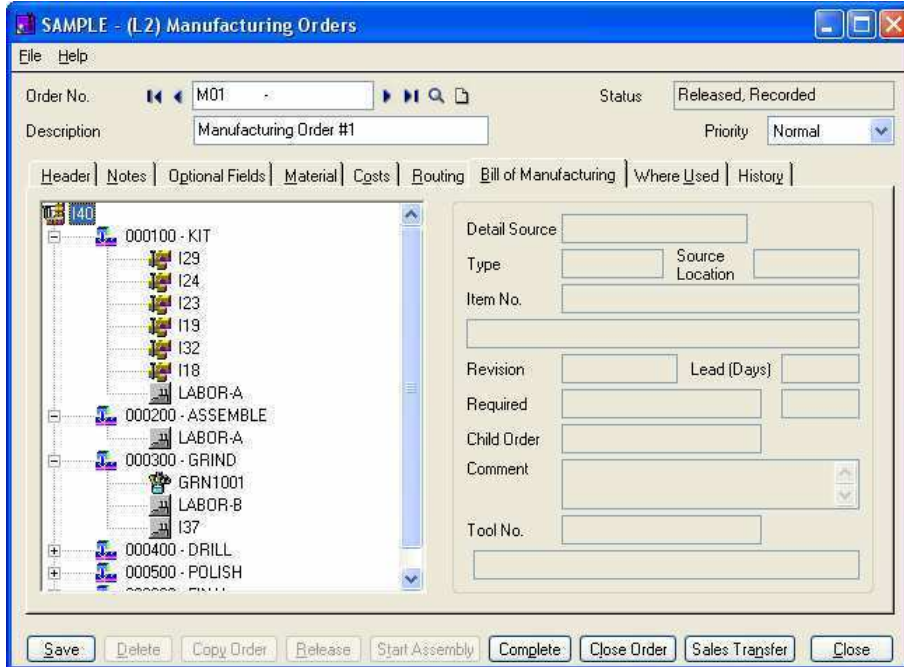 SAMPLE - (L2) Manufacturing Orders
File Help
Order No. M01 - Status Released, Recorded
Description Manufacturing Order #1 Priority Normal
Header Notes Optional Fields Material Costs Routing Bill of Manufacturing Where Used History
I40
000100 - KIT
I29
I24
I23
I19
I32
I18
LABOR-A
000200 - ASSEMBLE
LABOR-A
000300 - GRIND
GRN1001
LABOR-B
I37
000400 - DRILL
000500 - POLISH
Detail Source
Type Source Location
Item No.
Revision Lead (Days)
Required
Child Order
Comment
Tool No.
Save Delete Copy Order Release Start Assembly Complete Close Order Sales Transfer Close